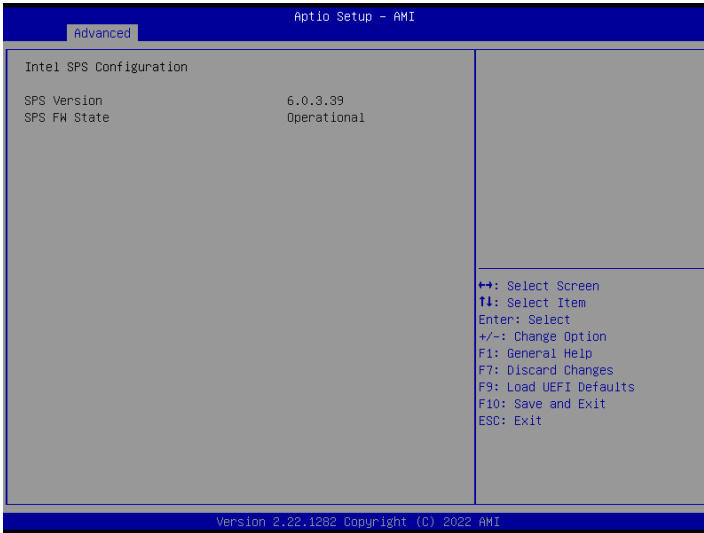 Aptio Setup – AMI
Advanced
Intel SPS Configuration
SPS Version 6.0.3.39
SPS FW State Operational
↔: Select Screen
↑↓: Select Item
Enter: Select
+/-: Change Option
F1: General Help
F7: Discard Changes
F9: Load UEFI Defaults
F10: Save and Exit
ESC: Exit
Version 2.22.1282 Copyright (C) 2022 AMI